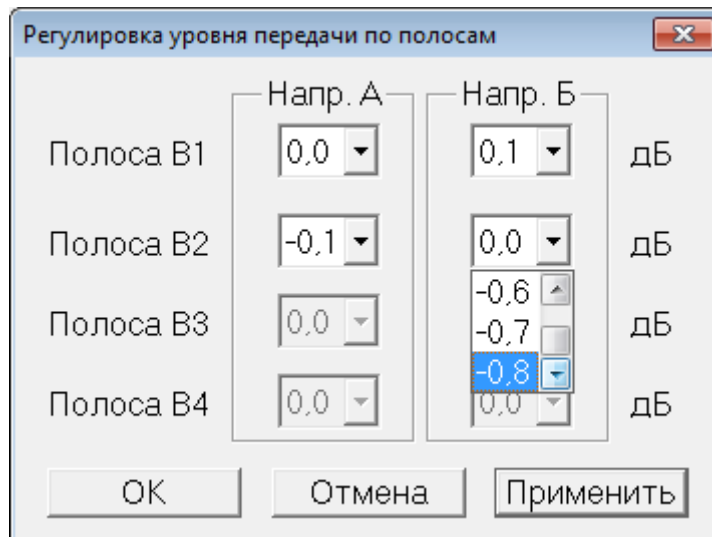 Регулировка уровня передачи по полосам
Напр. А Напр. Б
Полоса В1 0,0 0,1 дБ
Полоса В2 -0,1 0,0 дБ
-0,6
Полоса В3 0,0 -0,7 дБ
-0,8
Полоса В4 0,0 0,0 дБ
ОК Отмена Применить